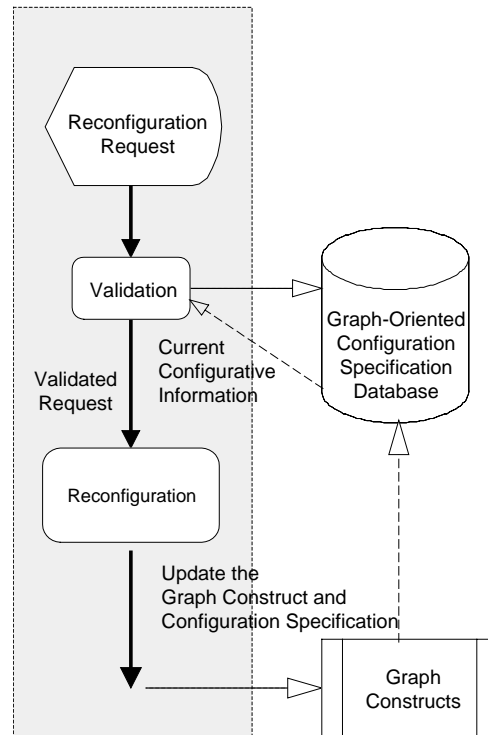 Reconfiguration
Request
Validation
Graph-Oriented
Configuration
Specification
Database
Current
Configurative
Information
Validated
Request
Reconfiguration
Update the
Graph Construct and
Configuration Specification
Graph
Constructs